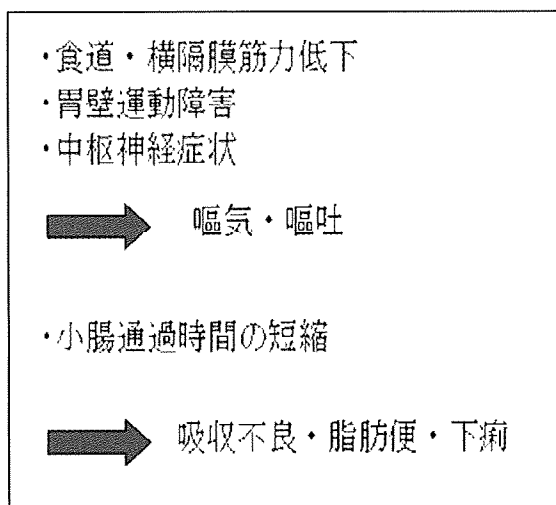 ・食道・横隔膜筋力低下
・胃壁運動障害
・中枢神経症状
嘔気・嘔吐
・小腸通過時間の短縮
吸収不良・脂肪便・下痢